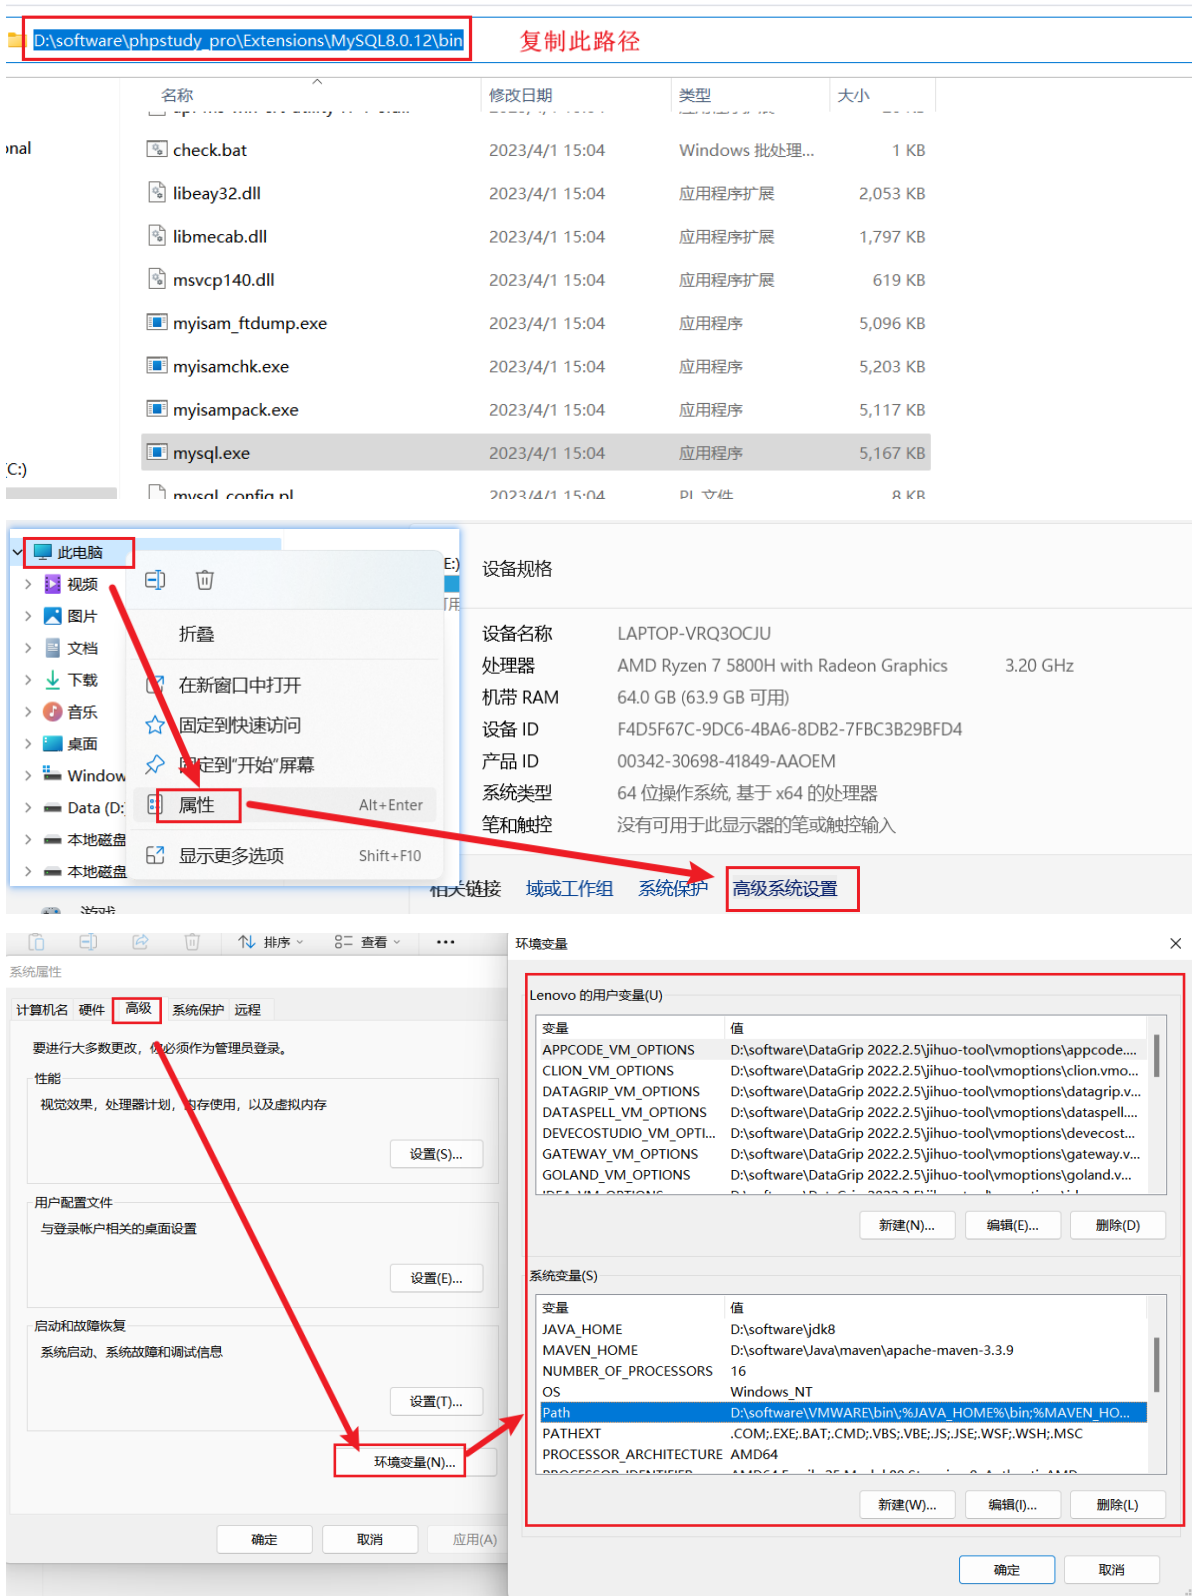 D:\software\phpstudy_pro\Extensions\MySQL8.0.12\bin 复制此路径
名称 修改日期 类型 大小
onal
check.bat 2023/4/1 15:04 Windows 批处理... 1 KB
libeay32.dll 2023/4/1 15:04 应用程序扩展 2,053 KB
libmecab.dll 2023/4/1 15:04 应用程序扩展 1,797 KB
msvcp140.dll 2023/4/1 15:04 应用程序扩展 619 KB
myisam_ftdump.exe 2023/4/1 15:04 应用程序 5,096 KB
myisamchk.exe 2023/4/1 15:04 应用程序 5,203 KB
myisampack.exe 2023/4/1 15:04 应用程序 5,117 KB
mysql.exe 2023/4/1 15:04 应用程序 5,167 KB
(C:)
mysql_config.pl 2023/4/1 15:04 PL 文件 8 KB
此电脑
视频
图片
文档
下载
音乐
桌面
Window
Data (D:
本地磁盘
本地磁盘
游戏
折叠
在新窗口中打开
固定到快速访问
固定到"开始"屏幕
属性 Alt+Enter
显示更多选项 Shift+F10
E:)
可用
设备规格
设备名称 LAPTOP-VRQ3OCJU
处理器 AMD Ryzen 7 5800H with Radeon Graphics 3.20 GHz
机带 RAM 64.0 GB (63.9 GB 可用)
设备 ID F4D5F67C-9DC6-4BA6-8DB2-7FBC3B29BFD4
产品 ID 00342-30698-41849-AAOEM
系统类型 64 位操作系统, 基于 x64 的处理器
笔和触控 没有可用于此显示器的笔或触控输入
相关链接 域或工作组 系统保护 高级系统设置
排序 查看 ...
系统属性
计算机名 硬件 高级 系统保护 远程
要进行大多数更改，你必须作为管理员登录。
性能
视觉效果，处理器计划，内存使用，以及虚拟内存
设置(S)...
用户配置文件
与登录帐户相关的桌面设置
设置(E)...
启动和故障恢复
系统启动、系统故障和调试信息
设置(T)...
环境变量(N)...
确定 取消 应用(A)
环境变量
Lenovo 的用户变量(U)
变量 值
APPCODE_VM_OPTIONS D:\software\DataGrip 2022.2.5\jihuo-tool\vmoptions\appcode....
CLION_VM_OPTIONS D:\software\DataGrip 2022.2.5\jihuo-tool\vmoptions\clion.vmo...
DATAGRIP_VM_OPTIONS D:\software\DataGrip 2022.2.5\jihuo-tool\vmoptions\datagrip.v...
DATASPELL_VM_OPTIONS D:\software\DataGrip 2022.2.5\jihuo-tool\vmoptions\dataspell....
DEVECOSTUDIO_VM_OPTI... D:\software\DataGrip 2022.2.5\jihuo-tool\vmoptions\devecost...
GATEWAY_VM_OPTIONS D:\software\DataGrip 2022.2.5\jihuo-tool\vmoptions\gateway.v...
GOLAND_VM_OPTIONS D:\software\DataGrip 2022.2.5\jihuo-tool\vmoptions\goland.v...
新建(N)... 编辑(E)... 删除(D)
系统变量(S)
变量 值
JAVA_HOME D:\software\jdk8
MAVEN_HOME D:\software\Java\maven\apache-maven-3.3.9
NUMBER_OF_PROCESSORS 16
OS Windows_NT
Path D:\software\VMWARE\bin\;%JAVA_HOME%\bin;%MAVEN_HO...
PATHEXT .COM;.EXE;.BAT;.CMD;.VBS;.VBE;.JS;.JSE;.WSF;.WSH;.MSC
PROCESSOR_ARCHITECTURE AMD64
新建(W)... 编辑(I)... 删除(L)
确定 取消